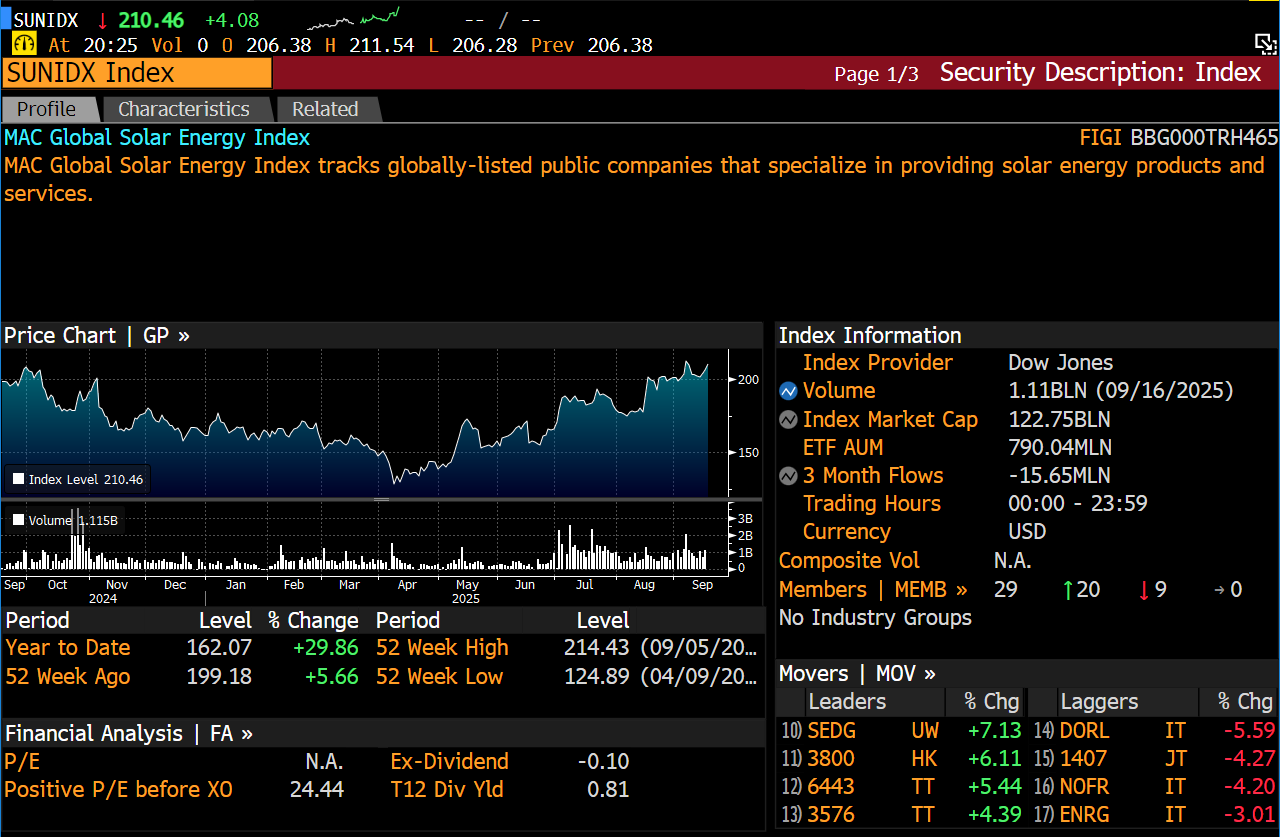 SUNIDX ↓ 210.46 +4.08 -- / --
At 20:25 Vol 0 O 206.38 H 211.54 L 206.28 Prev 206.38
SUNIDX Index Page 1/3 Security Description: Index
Profile Characteristics Related
MAC Global Solar Energy Index FIGI BBG000TRH465
MAC Global Solar Energy Index tracks globally-listed public companies that specialize in providing solar energy products and
services.
Price Chart | GP »
200
150
Index Level 210.46
Volume 1.115B
3B
2B
1B
0
Sep Oct Nov Dec Jan Feb Mar Apr May Jun Jul Aug Sep
2024 2025
Period Level % Change Period Level
Year to Date 162.07 +29.86 52 Week High 214.43 (09/05/20...
52 Week Ago 199.18 +5.66 52 Week Low 124.89 (04/09/20...
Financial Analysis | FA »
P/E N.A. Ex-Dividend -0.10
Positive P/E before XO 24.44 T12 Div Yld 0.81
Index Information
Index Provider Dow Jones
Volume 1.11BLN (09/16/2025)
Index Market Cap 122.75BLN
ETF AUM 790.04MLN
3 Month Flows -15.65MLN
Trading Hours 00:00 - 23:59
Currency USD
Composite Vol N.A.
Members | MEMB » 29 ↑20 ↓9 → 0
No Industry Groups
Movers | MOV »
Leaders % Chg Laggers % Chg
10) SEDG UW +7.13 14) DORL IT -5.59
11) 3800 HK +6.11 15) 1407 JT -4.27
12) 6443 TT +5.44 16) NOFR IT -4.20
13) 3576 TT +4.39 17) ENRG IT -3.01